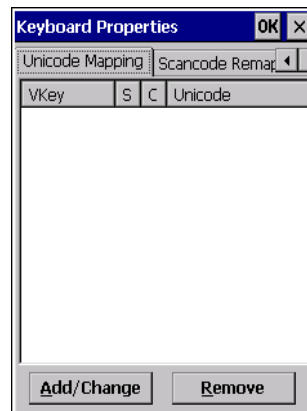 Keyboard Properties OK ×
Unicode Mapping Scancode Remap
VKey S C Unicode
Add/Change Remove